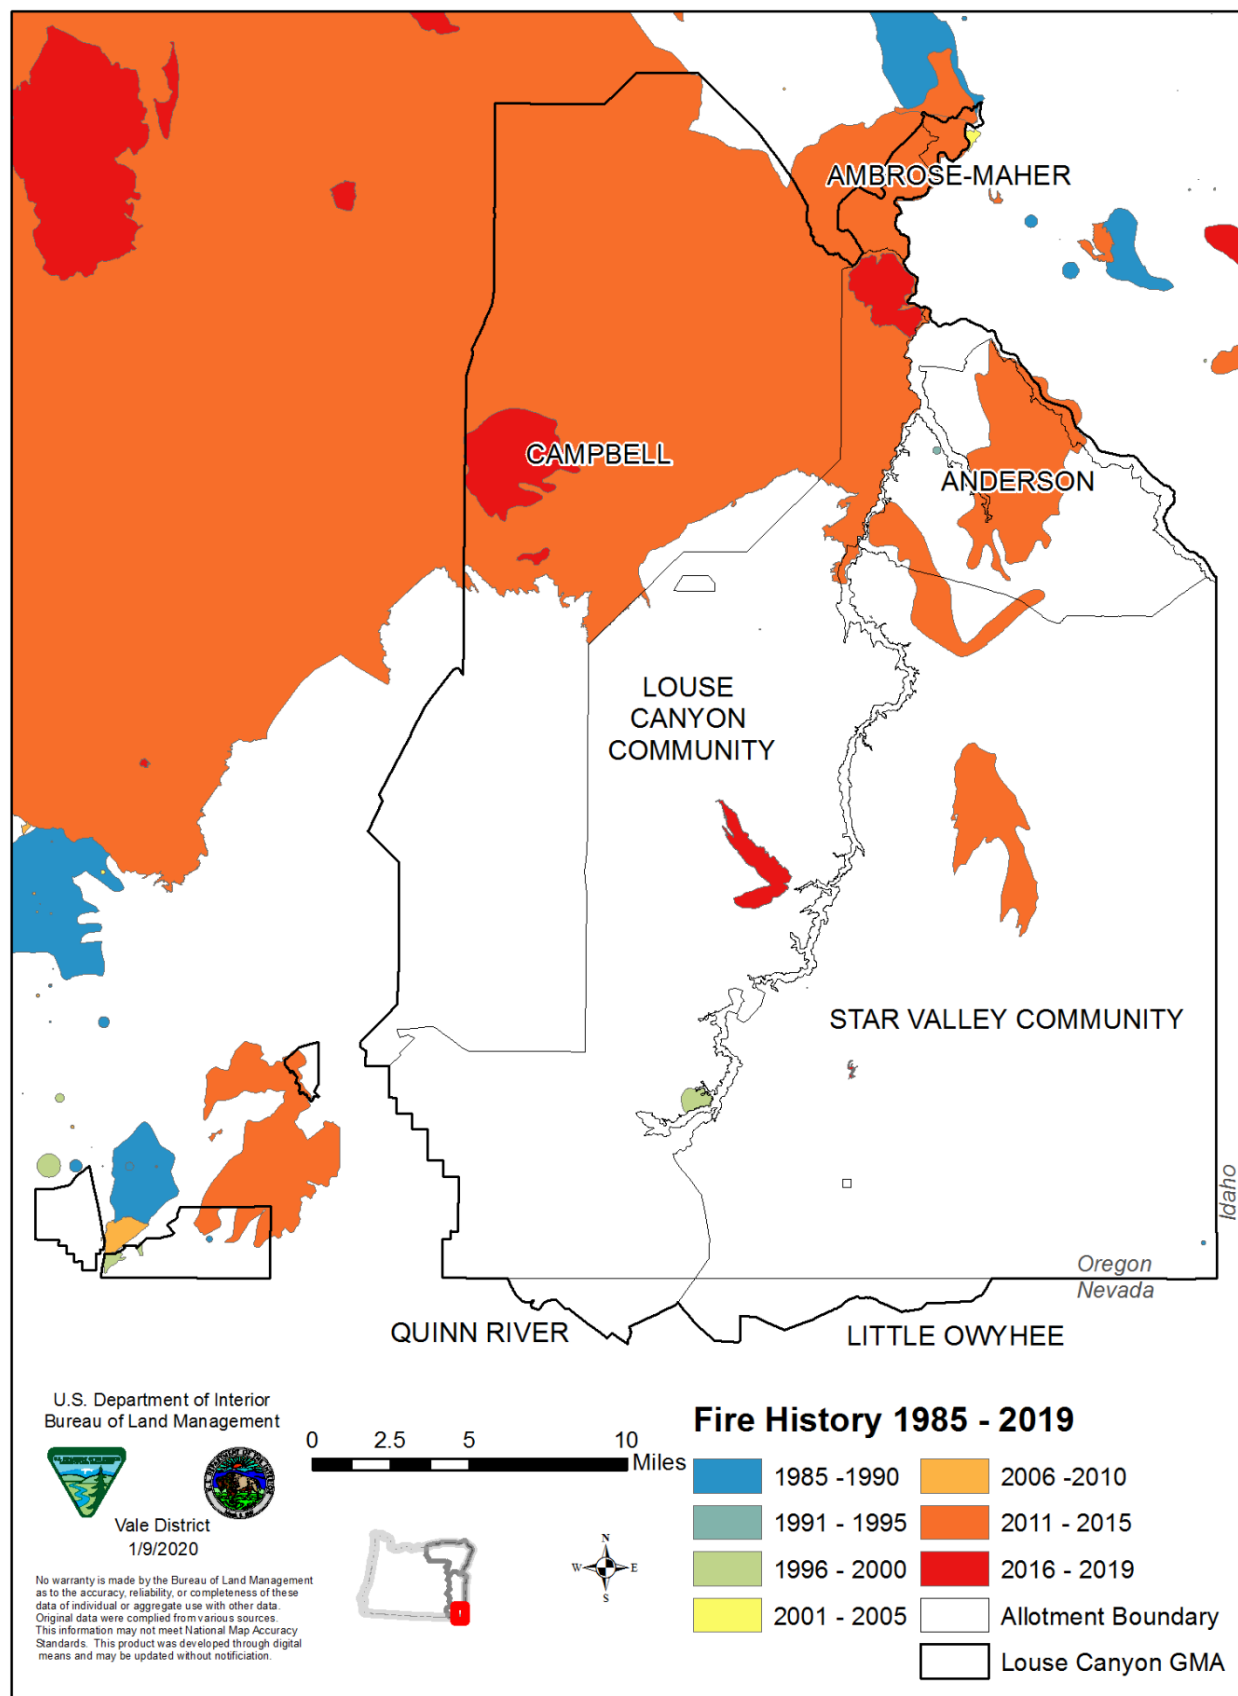 AMBROSE-MAHER
CAMPBELL
ANDERSON
LOUSE
CANYON
COMMUNITY
STAR VALLEY COMMUNITY
Idaho
Oregon
Nevada
QUINN RIVER
LITTLE OWYHEE
U.S. Department of Interior
Bureau of Land Management
Vale District
1/9/2020
No warranty is made by the Bureau of Land Management
as to the accuracy, reliability, or completeness of these
data of individual or aggregate use with other data.
Original data were complied from various sources.
This information may not meet National Map Accuracy
Standards. This product was developed through digital
means and may be updated without notificiation.
0 2.5 5 10
Miles
N
W E
S
Fire History 1985 - 2019
1985 -1990
1991 - 1995
1996 - 2000
2001 - 2005
2006 -2010
2011 - 2015
2016 - 2019
Allotment Boundary
Louse Canyon GMA